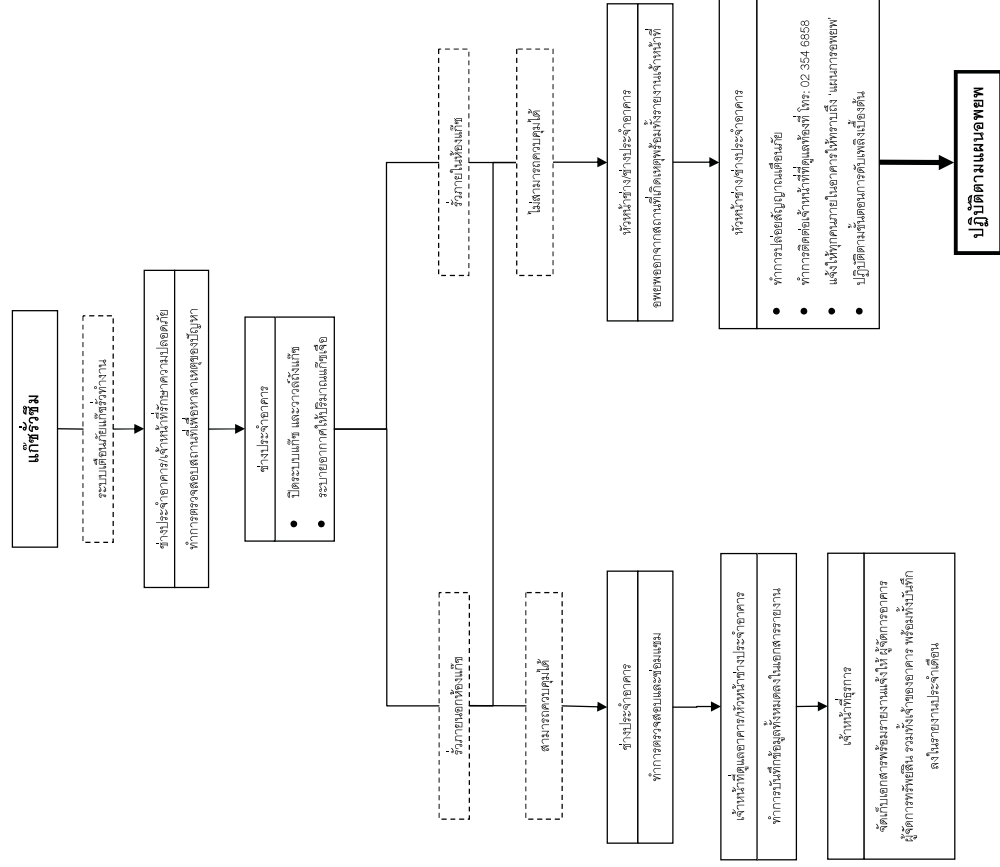 แก๊ซรั่วซึม
ระบบเตือนภัยแก๊ซรั่วทำงาน
ช่างประจำอาคาร/เจ้าหน้าที่รักษาความปลอดภัย
ทำการตรวจสอบสถานที่เพื่อหาสาเหตุของปัญหา
ช่างประจำอาคาร
● ปิดระบบแก๊ซ และวาวล์ถังแก๊ซ
● ระบายอากาศให้ปริมาณแก๊ซเจือ
รั่วภายนอกห้องแก๊ซ
รั่วภายในห้องแก๊ซ
สามารถควบคุมได้
ไม่สามารถควบคุมได้
ช่างประจำอาคาร
ทำการตรวจสอบและซ่อมแซม
เจ้าหน้าที่ดูแลอาคาร/หัวหน้าช่างประจำอาคาร
ทำการบันทึกข้อมูลทั้งหมดลงในเอกสารรายงาน
เจ้าหน้าที่ธุรการ
จัดเก็บเอกสารพร้อมรายงานแจ้งให้ ผู้จัดการอาคาร
ผู้จัดการทรัพย์สิน รวมทั้งเจ้าของอาคาร พร้อมทั้งบันทึก
ลงในรายงานประจำเดือน
หัวหน้าช่าง/ช่างประจำอาคาร
อพยพออกจากสถานที่เกิดเหตุพร้อมทั้งรายงานเจ้าหน้าที่
หัวหน้าช่าง/ช่างประจำอาคาร
● ทำการปล่อยสัญญาณเตือนภัย
● ทำการติดต่อเจ้าหน้าที่ที่ดูแลท้องที่ โทร: 02 354 6858
● แจ้งให้ทุกคนภายในอาคารให้ทราบถึง 'แผนการอพยพ'
● ปฏิบัติตามขั้นตอนการดับเพลิงเบื้องต้น
ปฏิบัติตามแผนอพยพ